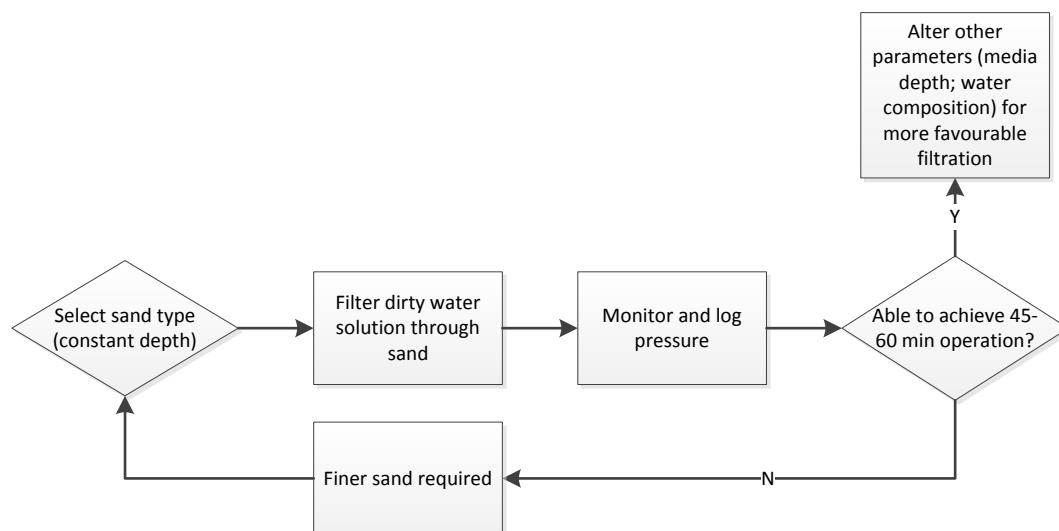 Alter other
parameters (media
depth; water
composition) for
more favourable
filtration
Y
Select sand type
(constant depth)
Filter dirty water
solution through
sand
Monitor and log
pressure
Able to achieve 45-
60 min operation?
Finer sand required
N